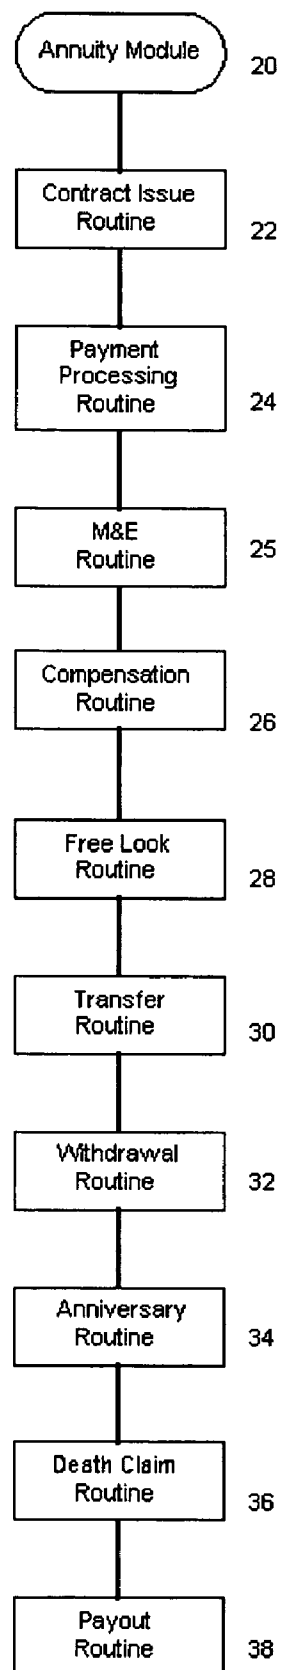 Annuity Module
20
Contract Issue
Routine
22
Payment
Processing
Routine
24
M&E
Routine
25
Compensation
Routine
26
Free Look
Routine
28
Transfer
Routine
30
Withdrawal
Routine
32
Anniversary
Routine
34
Death Claim
Routine
36
Payout
Routine
38